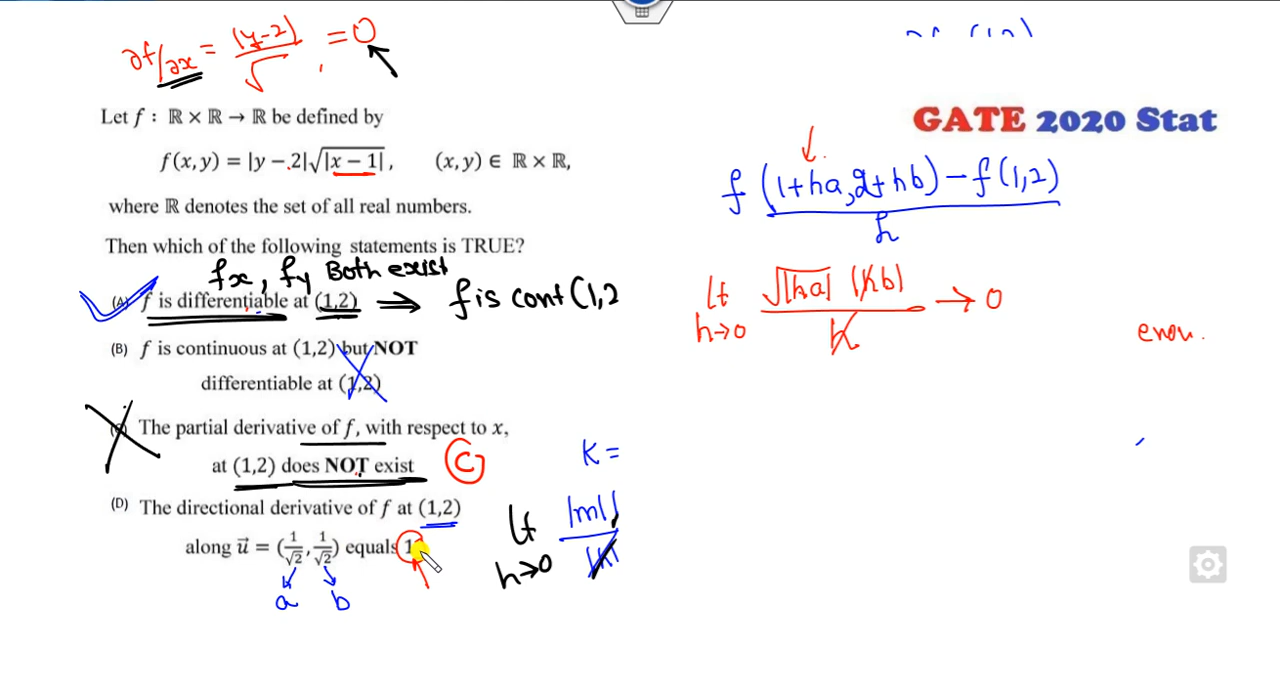 ∂f/∂x = |y-2| / √ , = 0
Let f : ℝ × ℝ → ℝ be defined by
f(x, y) = |y − 2|√|x − 1|, (x, y) ∈ ℝ × ℝ,
where ℝ denotes the set of all real numbers.
Then which of the following statements is TRUE?
fx, fy Both exist
(A) f is differentiable at (1,2) ⇒ f is cont (1,2
(B) f is continuous at (1,2) but NOT
differentiable at (1,2)
The partial derivative of f, with respect to x,
at (1,2) does NOT exist C
(D) The directional derivative of f at (1,2)
along u⃗ = (1/√2, 1/√2) equals 1
a b
GATE 2020 Stat
f (1+ha, 2+hb) − f(1,2)
h
lt h→0 √|ha| |hb| / h → 0
enou.
K =
lt h→0 |m|